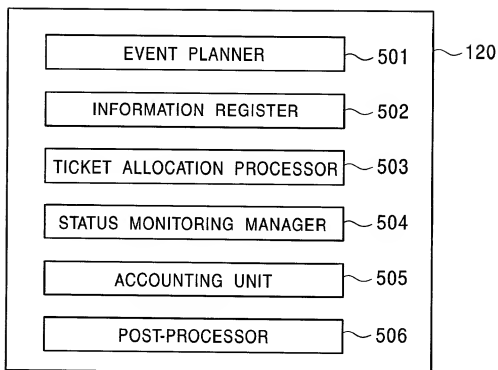 EVENT PLANNER 501 120
INFORMATION REGISTER 502
TICKET ALLOCATION PROCESSOR 503
STATUS MONITORING MANAGER 504
ACCOUNTING UNIT 505
POST-PROCESSOR 506